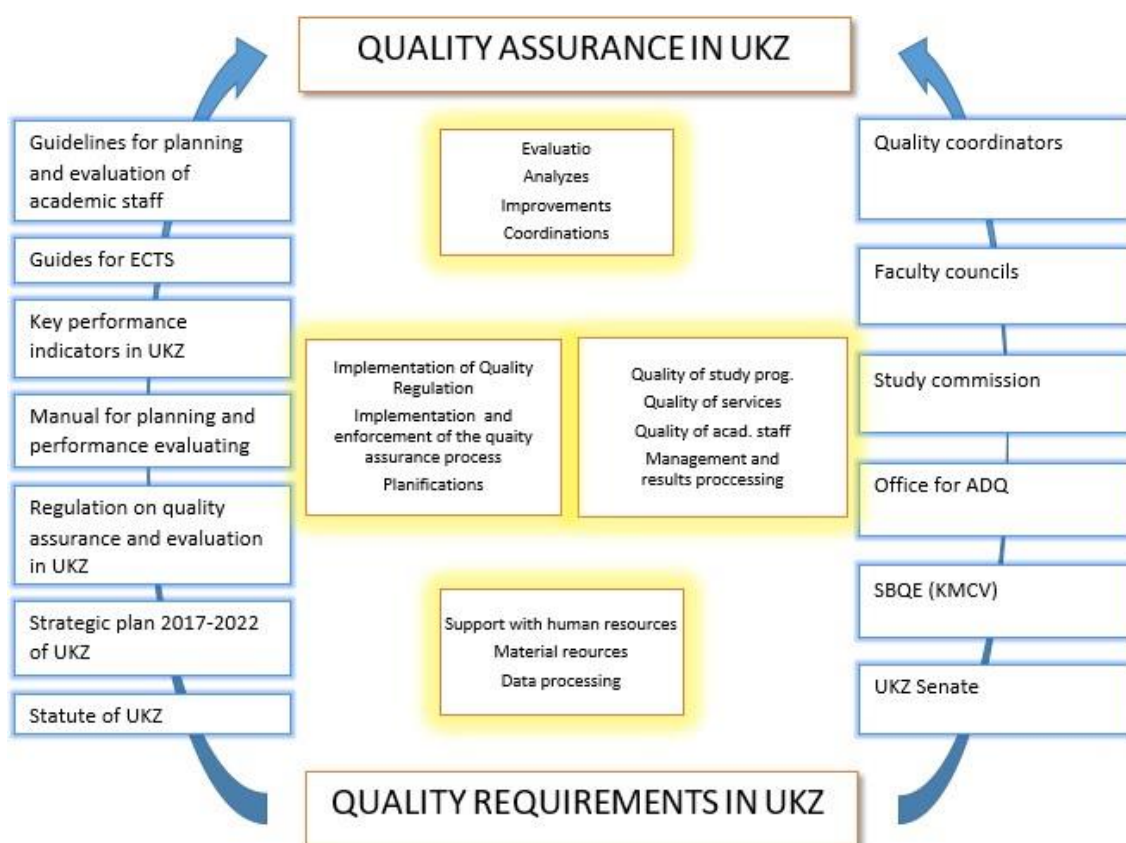 QUALITY ASSURANCE IN UKZ
Guidelines for planning
and evaluation of
academic staff
Guides for ECTS
Key performance
indicators in UKZ
Manual for planning and
performance evaluating
Regulation on quality
assurance and evaluation
in UKZ
Strategic plan 2017-2022
of UKZ
Statute of UKZ
Evaluatio
Analyzes
Improvements
Coordinations
Implementation of Quality
Regulation
Implementation and
enforcement of the quaity
assurance process
Planifications
Quality of study prog.
Quality of services
Quality of acad. staff
Management and
results proccessing
Support with human resources
Material reources
Data processing
Quality coordinators
Faculty councils
Study commission
Office for ADQ
SBQE (KMCV)
UKZ Senate
QUALITY REQUIREMENTS IN UKZ